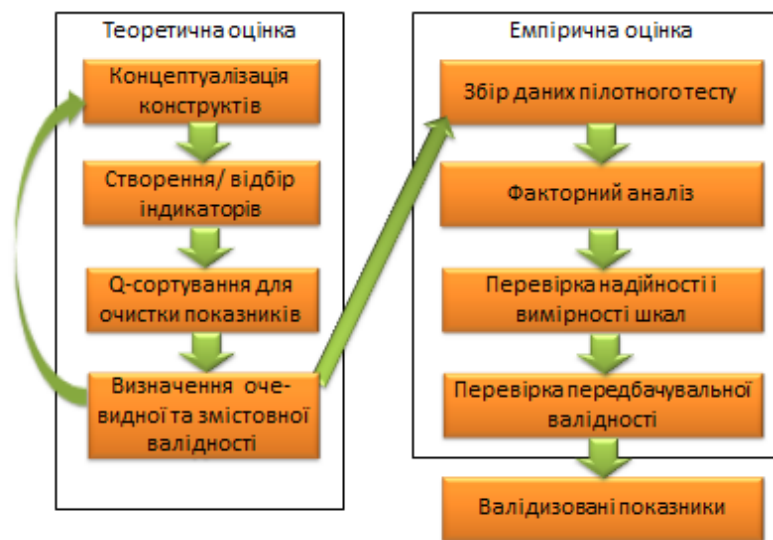 Теоретична оцінка
Концептуалізація
конструктів
Створення/ відбір
індикаторів
Q-сортування для
очистки показників
Визначення оче-
видної та змістовної
валідності
Емпірична оцінка
Збір даних пілотного тесту
Факторний аналіз
Перевірка надійності і
вимірності шкал
Перевірка передбачувальної
валідності
Валідизовані показники